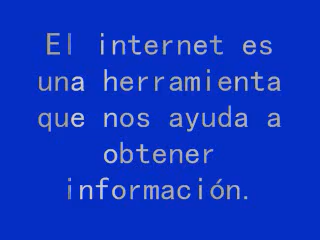 El internet es
una herramienta
que nos ayuda a
obtener
información.